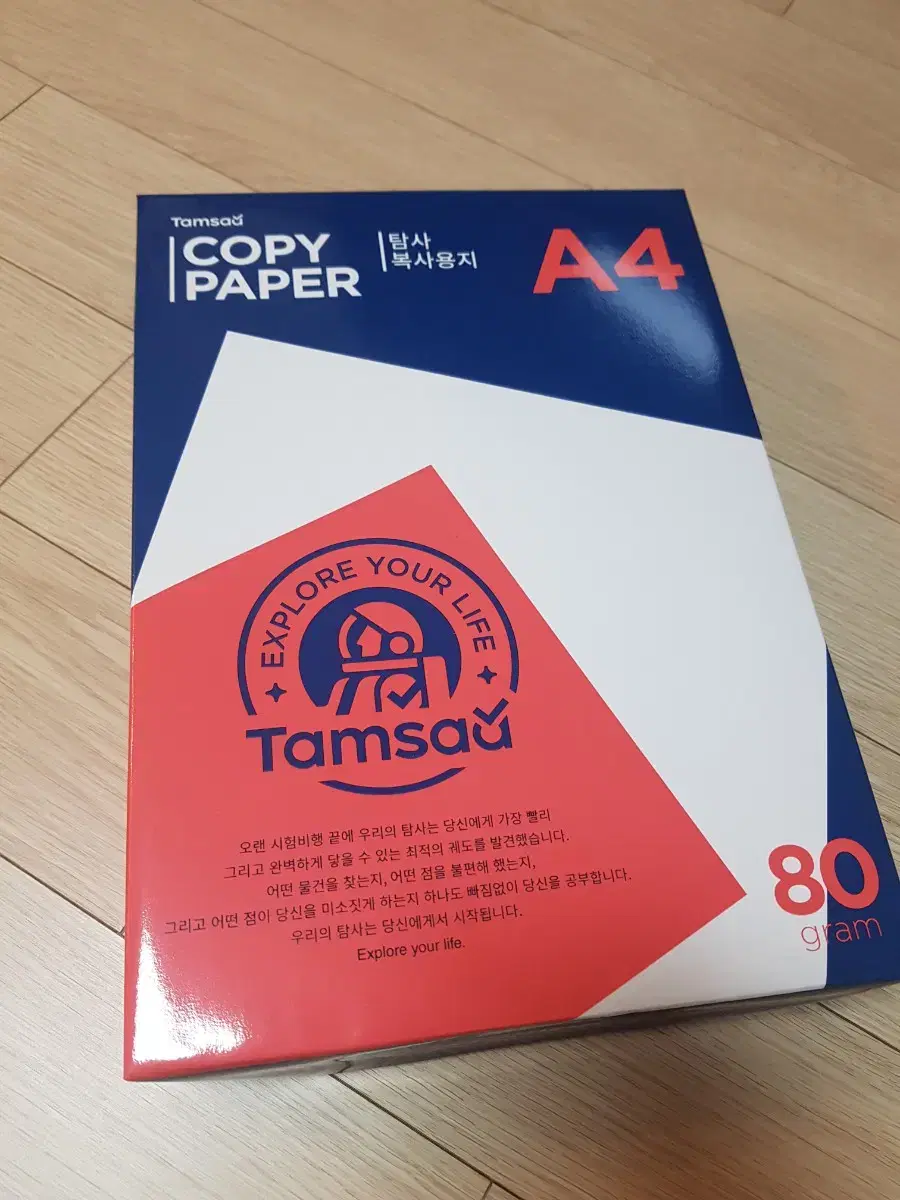 Tamsaa
COPY
PAPER
탐사
복사용지
A4
EXPLORE YOUR LIFE
Tamsaa
오랜 시험비행 끝에 우리의 탐사는 당신에게 가장 빨리
그리고 완벽하게 닿을 수 있는 최적의 궤도를 발견했습니다.
어떤 물건을 찾는지, 어떤 점을 불편해 했는지,
그리고 어떤 점이 당신을 미소짓게 하는지 하나도 빠짐없이 당신을 공부합니다.
우리의 탐사는 당신에게서 시작됩니다.
Explore your life.
80
gram